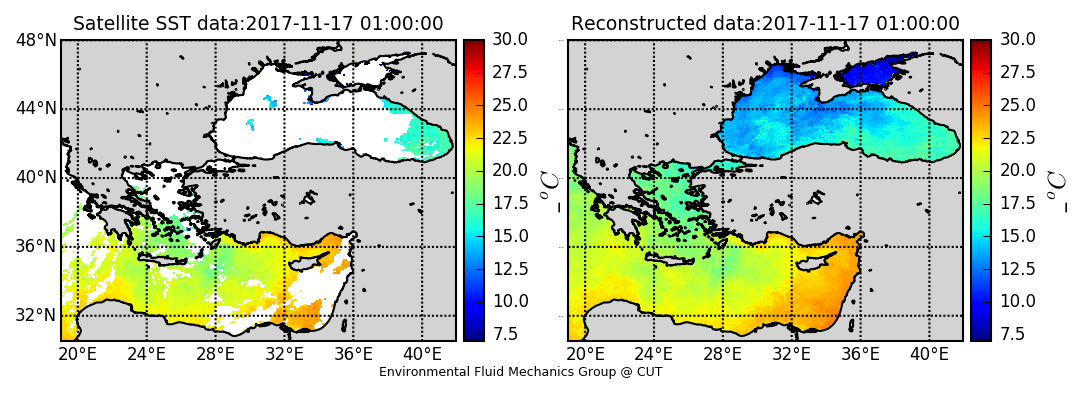 Satellite SST data:2017-11-17 01:00:00
Reconstructed data:2017-11-17 01:00:00
48°N
44°N
40°N
36°N
32°N
20°E 24°E 28°E 32°E 36°E 40°E
30.0
27.5
25.0
22.5
20.0
17.5
15.0
12.5
10.0
7.5
°C
20°E 24°E 28°E 32°E 36°E 40°E
30.0
27.5
25.0
22.5
20.0
17.5
15.0
12.5
10.0
7.5
°C
Environmental Fluid Mechanics Group @ CUT